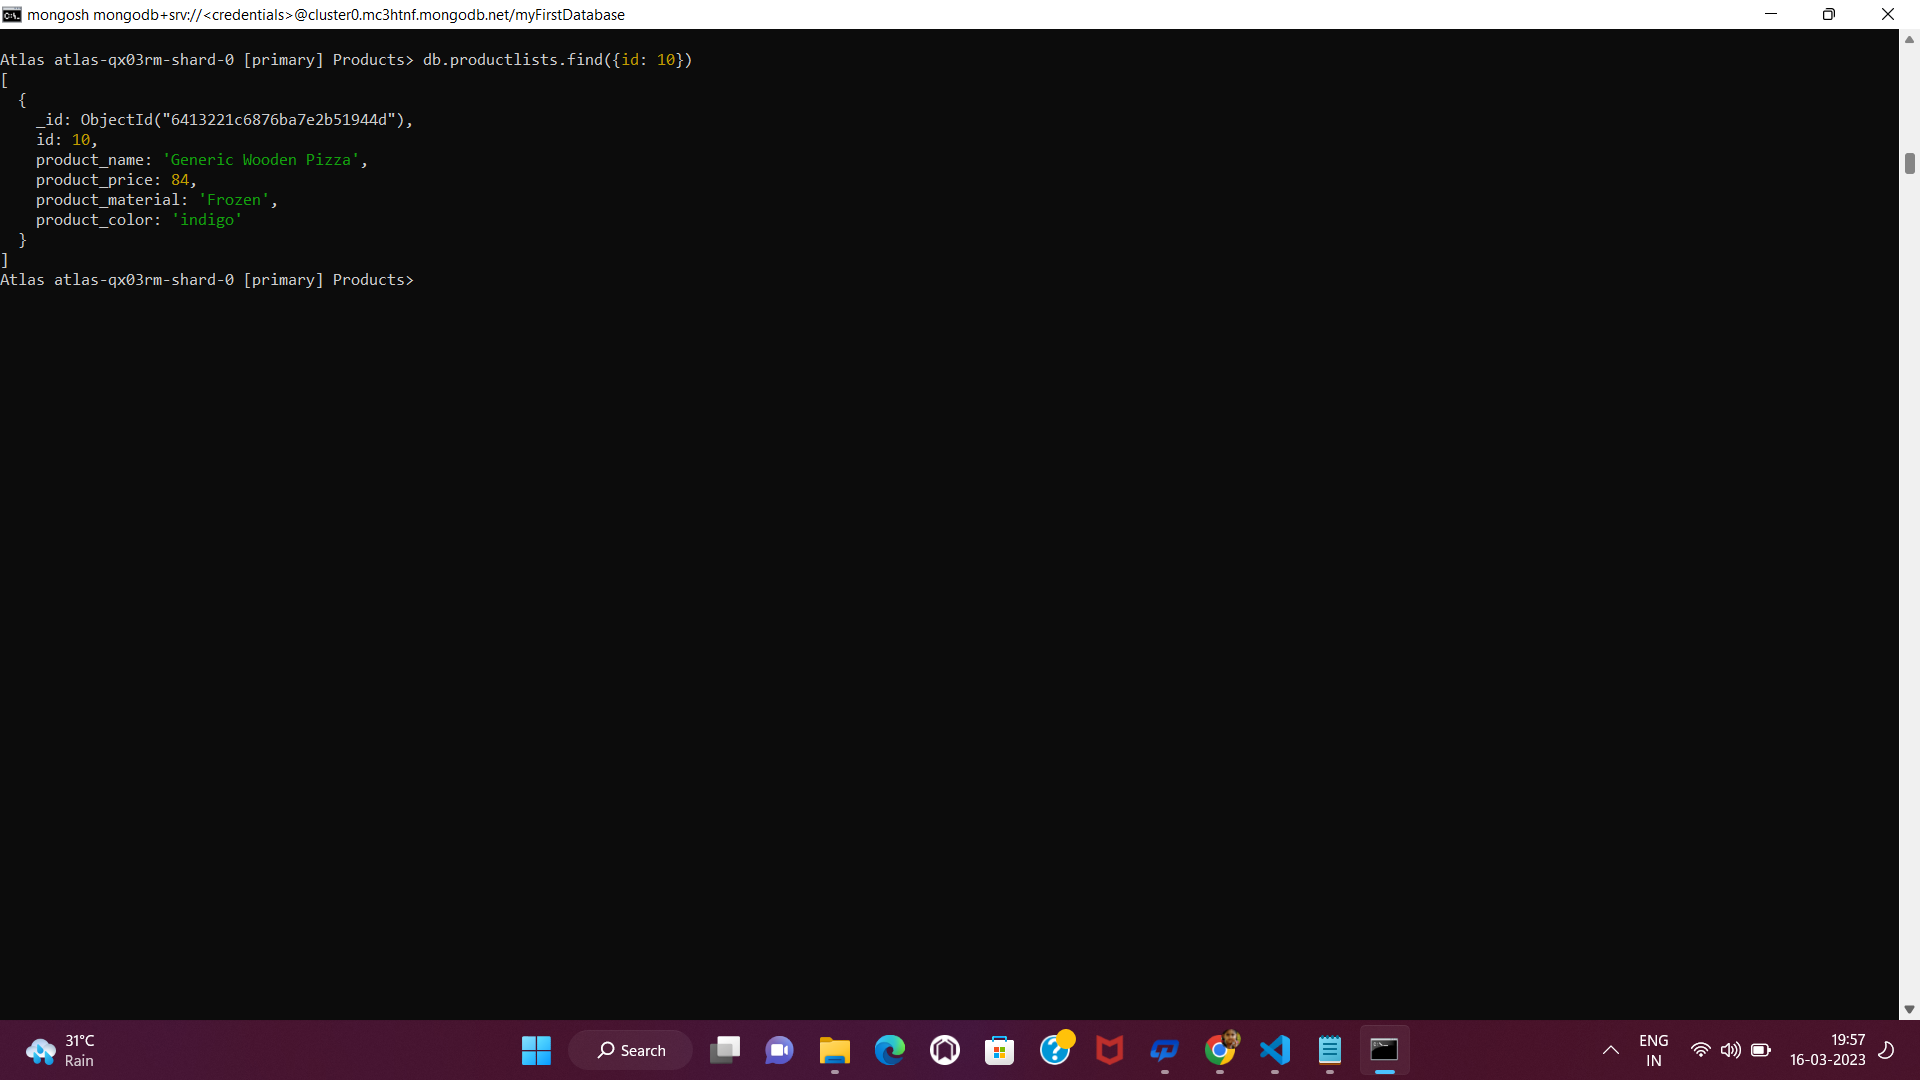 mongosh mongodb+srv://<credentials>@cluster0.mc3htnf.mongodb.net/myFirstDatabase
Atlas atlas-qx03rm-shard-0 [primary] Products> db.productlists.find({id: 10})
[
  {
    _id: ObjectId("6413221c6876ba7e2b51944d"),
    id: 10,
    product_name: 'Generic Wooden Pizza',
    product_price: 84,
    product_material: 'Frozen',
    product_color: 'indigo'
  }
]
Atlas atlas-qx03rm-shard-0 [primary] Products>
31°C
Rain
Search
ENG
IN
19:57
16-03-2023